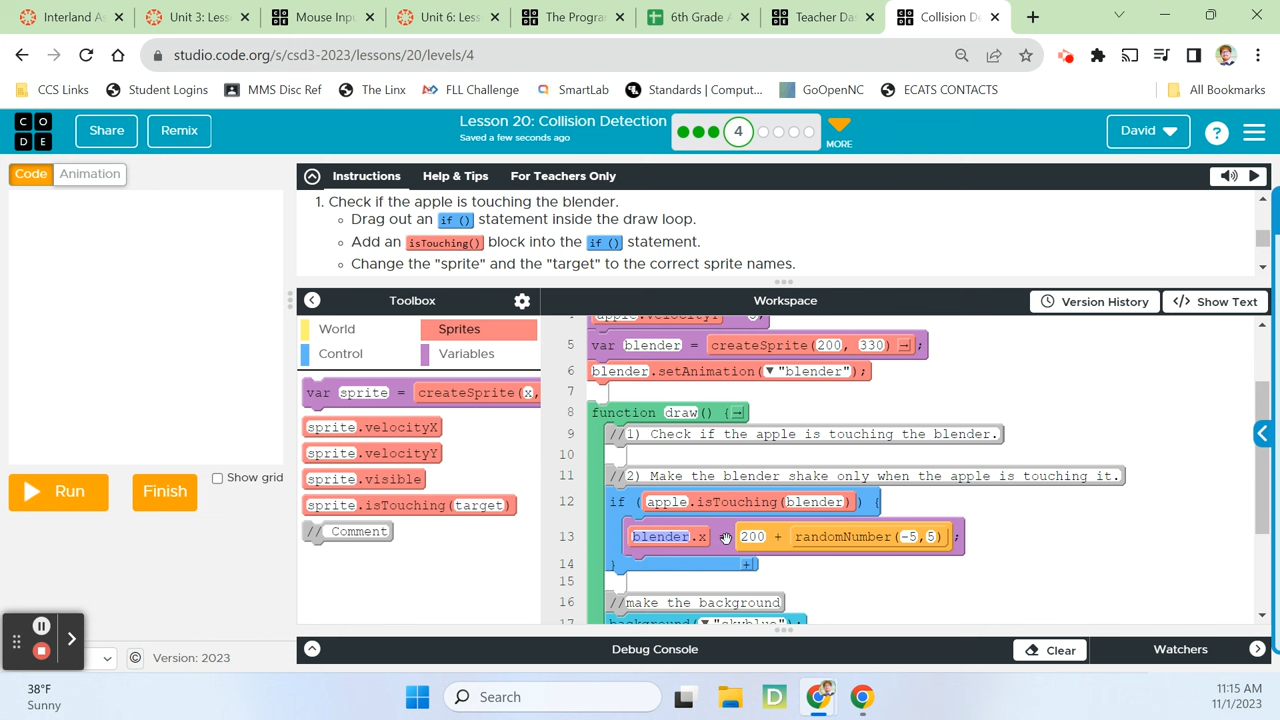 Interland As
Unit 3: Less
Mouse Inpu
Unit 6: Less
The Program
6th Grade A
Teacher Da
Collision De
studio.code.org/s/csd3-2023/lessons/20/levels/4
CCS Links
Student Logins
MMS Disc Ref
The Linx
FLL Challenge
SmartLab
Standards | Comput...
GoOpenNC
ECATS CONTACTS
All Bookmarks
CO
DE
Share
Remix
Lesson 20: Collision Detection
Saved a few seconds ago
4
MORE
David
?
Code
Animation
Instructions
Help & Tips
For Teachers Only
1. Check if the apple is touching the blender.
Drag out an if () statement inside the draw loop.
Add an isTouching() block into the if () statement.
Change the "sprite" and the "target" to the correct sprite names.
Toolbox
Workspace
Version History
</> Show Text
World
Sprites
Control
Variables
var sprite = createSprite(x,
sprite.velocityX
sprite.velocityY
sprite.visible
sprite.isTouching(target)
// Comment
Run
Finish
Show grid
5 var blender = createSprite(200, 330) → ;
6 blender.setAnimation(▼ "blender");
7
8 function draw() { →
9 //1) Check if the apple is touching the blender.
10
11 //2) Make the blender shake only when the apple is touching it.
12 if (apple.isTouching(blender)) {
13 blender.x 200 + randomNumber(-5,5) ;
14 } +
15
16 //make the background
17 background(▼ "skyblue");
© Version: 2023
Debug Console
Clear
Watchers
38°F
Sunny
Search
11:15 AM
11/1/2023